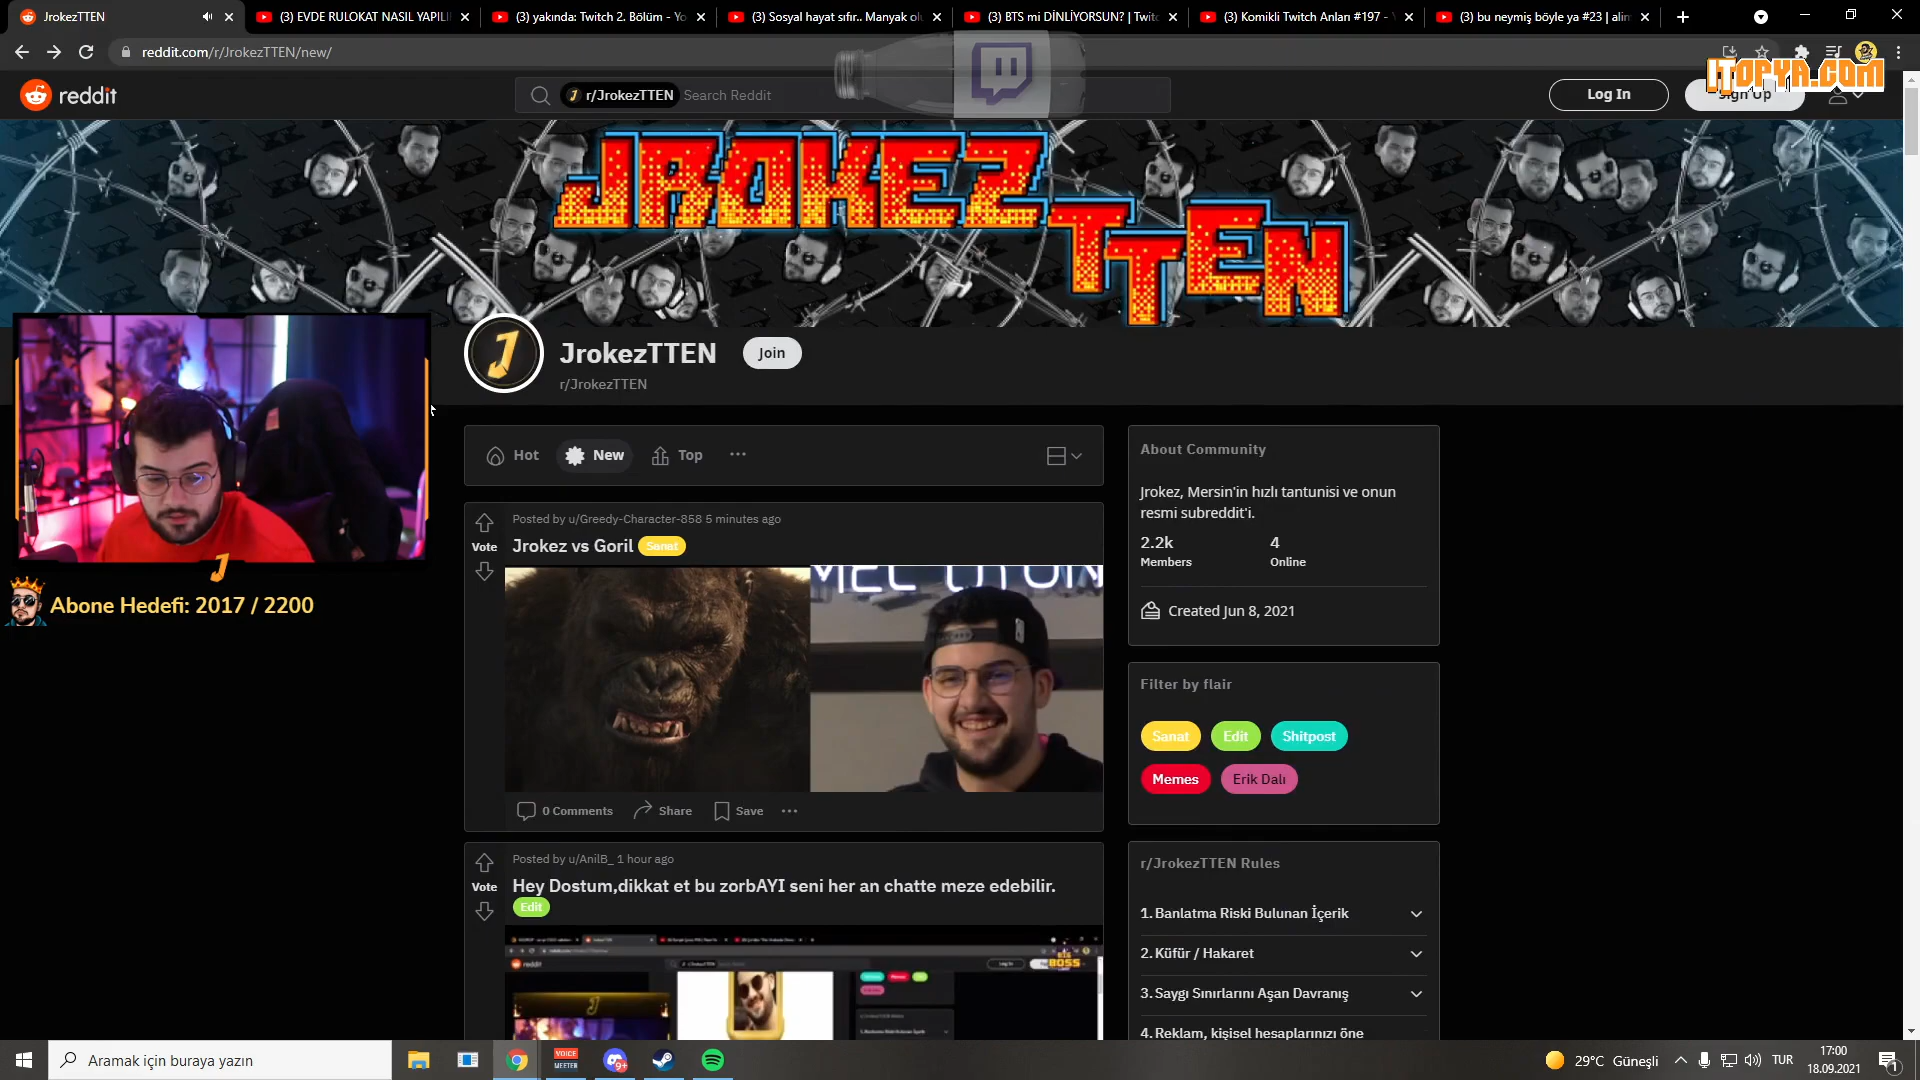 JrokezTTEN
(3) EVDE RULOKAT NASIL YAPILI
(3) yakında: Twitch 2. Bölüm - Yo
(3) Sosyal hayat sıfır.. Manyak ol
(3) BTS mi DİNLİYORSUN? | Twitc
(3) Komikli Twitch Anları #197 - Y
(3) bu neymiş böyle ya #23 | alim
reddit.com/r/JrokezTTEN/new/
ITOPYA.COM
reddit
r/JrokezTTEN Search Reddit
Log In
Sign Up
JROKEZ
TTEN
JrokezTTEN
Join
r/JrokezTTEN
Hot
New
Top
Posted by u/Greedy-Character-858 5 minutes ago
Vote
Jrokez vs Goril Sanat
0 Comments
Share
Save
Posted by u/AnilB_ 1 hour ago
Vote
Hey Dostum,dikkat et bu zorbAYI seni her an chatte meze edebilir.
Edit
reddit
BOSS
Abone Hedefi: 2017 / 2200
About Community
Jrokez, Mersin'in hızlı tantunisi ve onun
resmi subreddit'i.
2.2k
Members
4
Online
Created Jun 8, 2021
Filter by flair
Sanat
Edit
Shitpost
Memes
Erik Dalı
r/JrokezTTEN Rules
1. Banlatma Riski Bulunan İçerik
2. Küfür / Hakaret
3. Saygı Sınırlarını Aşan Davranış
4. Reklam, kişisel hesaplarınızı öne
Aramak için buraya yazın
VOICE
MEETER
9+
29°C Güneşli
TUR
17:00
18.09.2021
1